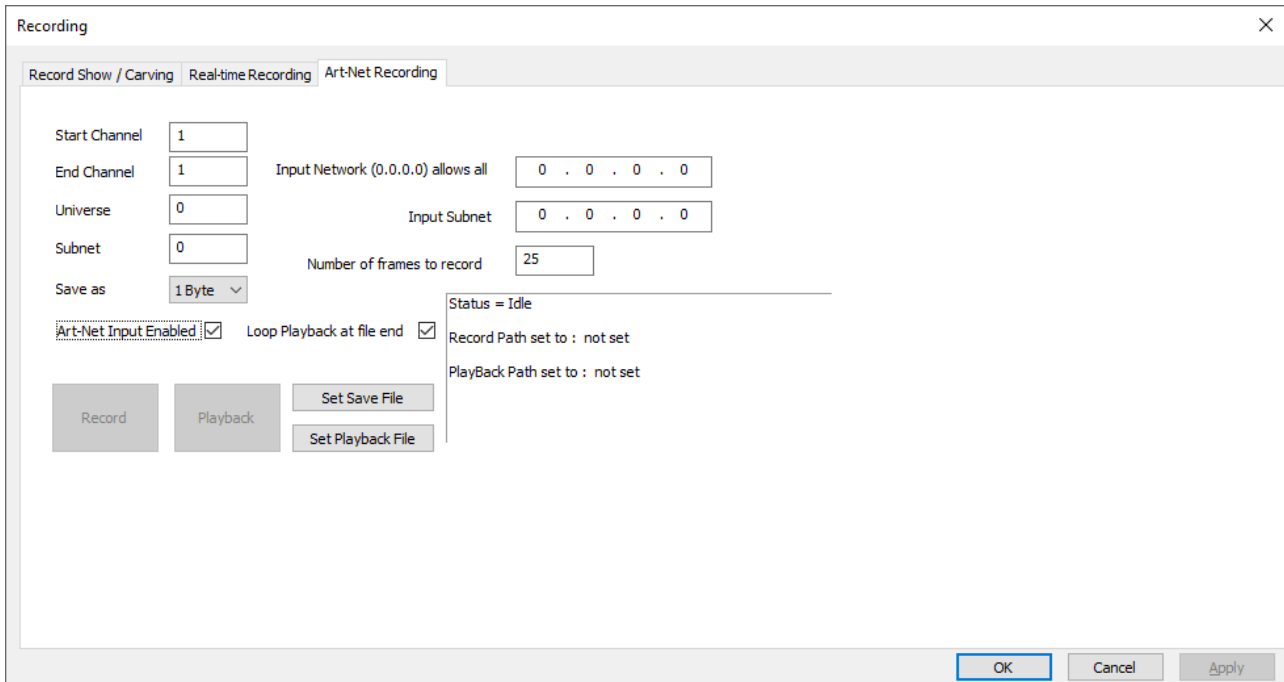 Recording
Record Show / Carving Real-time Recording Art-Net Recording
Start Channel 1
End Channel 1 Input Network (0.0.0.0) allows all 0 . 0 . 0 . 0
Universe 0 Input Subnet 0 . 0 . 0 . 0
Subnet 0 Number of frames to record 25
Save as 1 Byte
Art-Net Input Enabled Loop Playback at file end
Status = Idle
Record Path set to : not set
PlayBack Path set to : not set
Record Playback Set Save File
Set Playback File
OK Cancel Apply